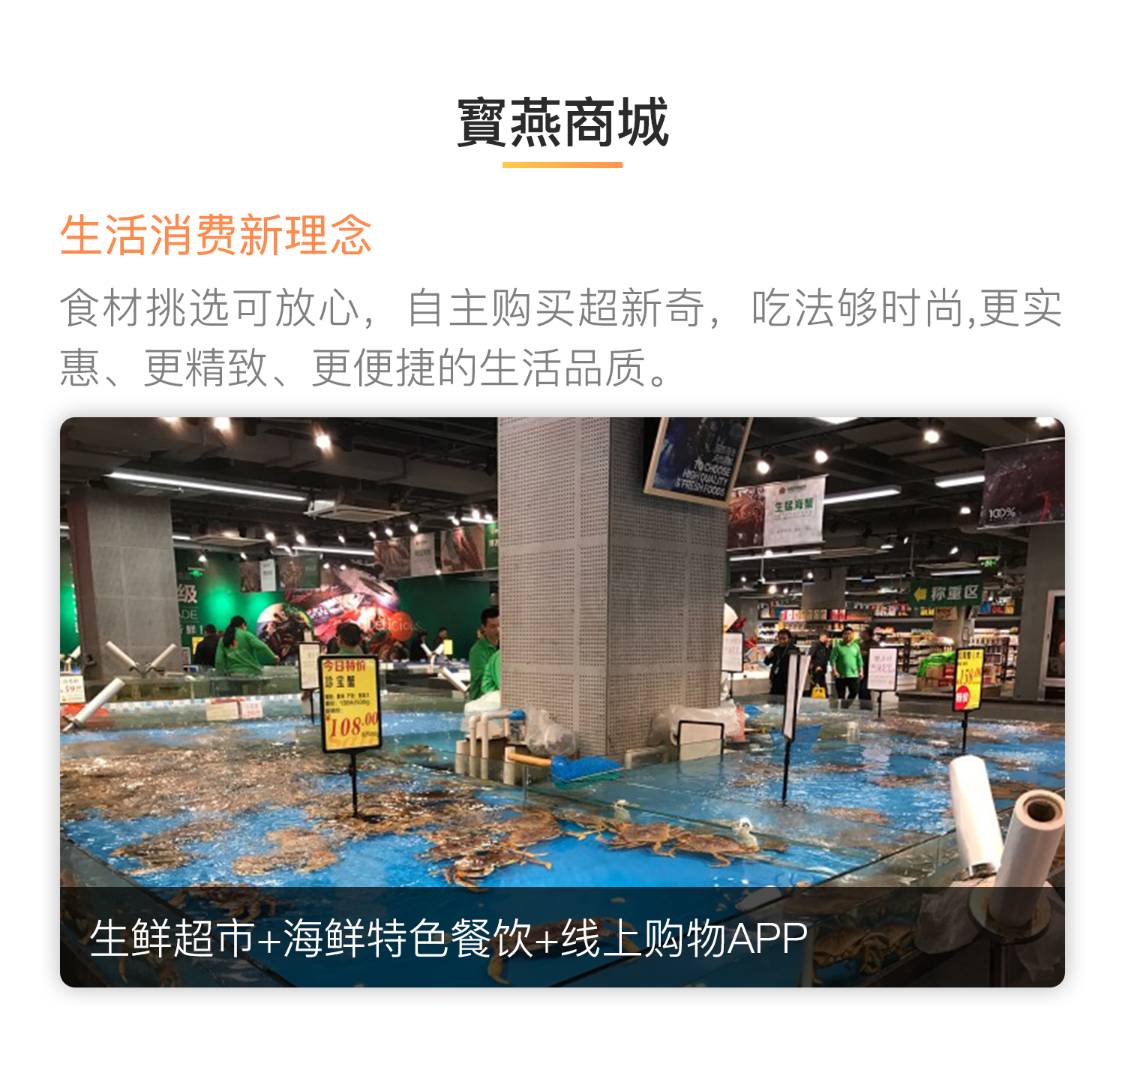 寳燕商城
生活消费新理念
食材挑选可放心，自主购买超新奇，吃法够时尚,更实
惠、更精致、更便捷的生活品质。
TO CHOOSE
HIGH QUALITY
& FRESH FOODS
生猛海蟹
100%
级
称重区
今日特价
珍宝蟹
108.00
生鲜超市+海鲜特色餐饮+线上购物APP